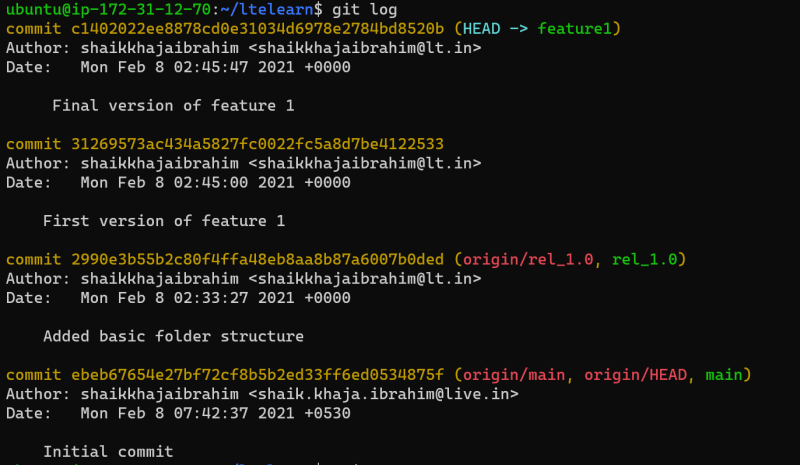 ubuntu@ip-172-31-12-70:~/ltelearn$ git log
commit c1402022ee8878cd0e31034d6978e2784bd8520b (HEAD -> feature1)
Author: shaikkhajaibrahim <shaikkhajaibrahim@lt.in>
Date:   Mon Feb 8 02:45:47 2021 +0000
Final version of feature 1
commit 31269573ac434a5827fc0022fc5a8d7be4122533
Author: shaikkhajaibrahim <shaikkhajaibrahim@lt.in>
Date:   Mon Feb 8 02:45:00 2021 +0000
First version of feature 1
commit 2990e3b55b2c80f4ffa48eb8aa8b87a6007b0ded (origin/rel_1.0, rel_1.0)
Author: shaikkhajaibrahim <shaikkhajaibrahim@lt.in>
Date:   Mon Feb 8 02:33:27 2021 +0000
Added basic folder structure
commit ebeb67654e27bf72cf8b5b2ed33ff6ed0534875f (origin/main, origin/HEAD, main)
Author: shaikkhajaibrahim <shaik.khaja.ibrahim@live.in>
Date:   Mon Feb 8 07:42:37 2021 +0530
Initial commit